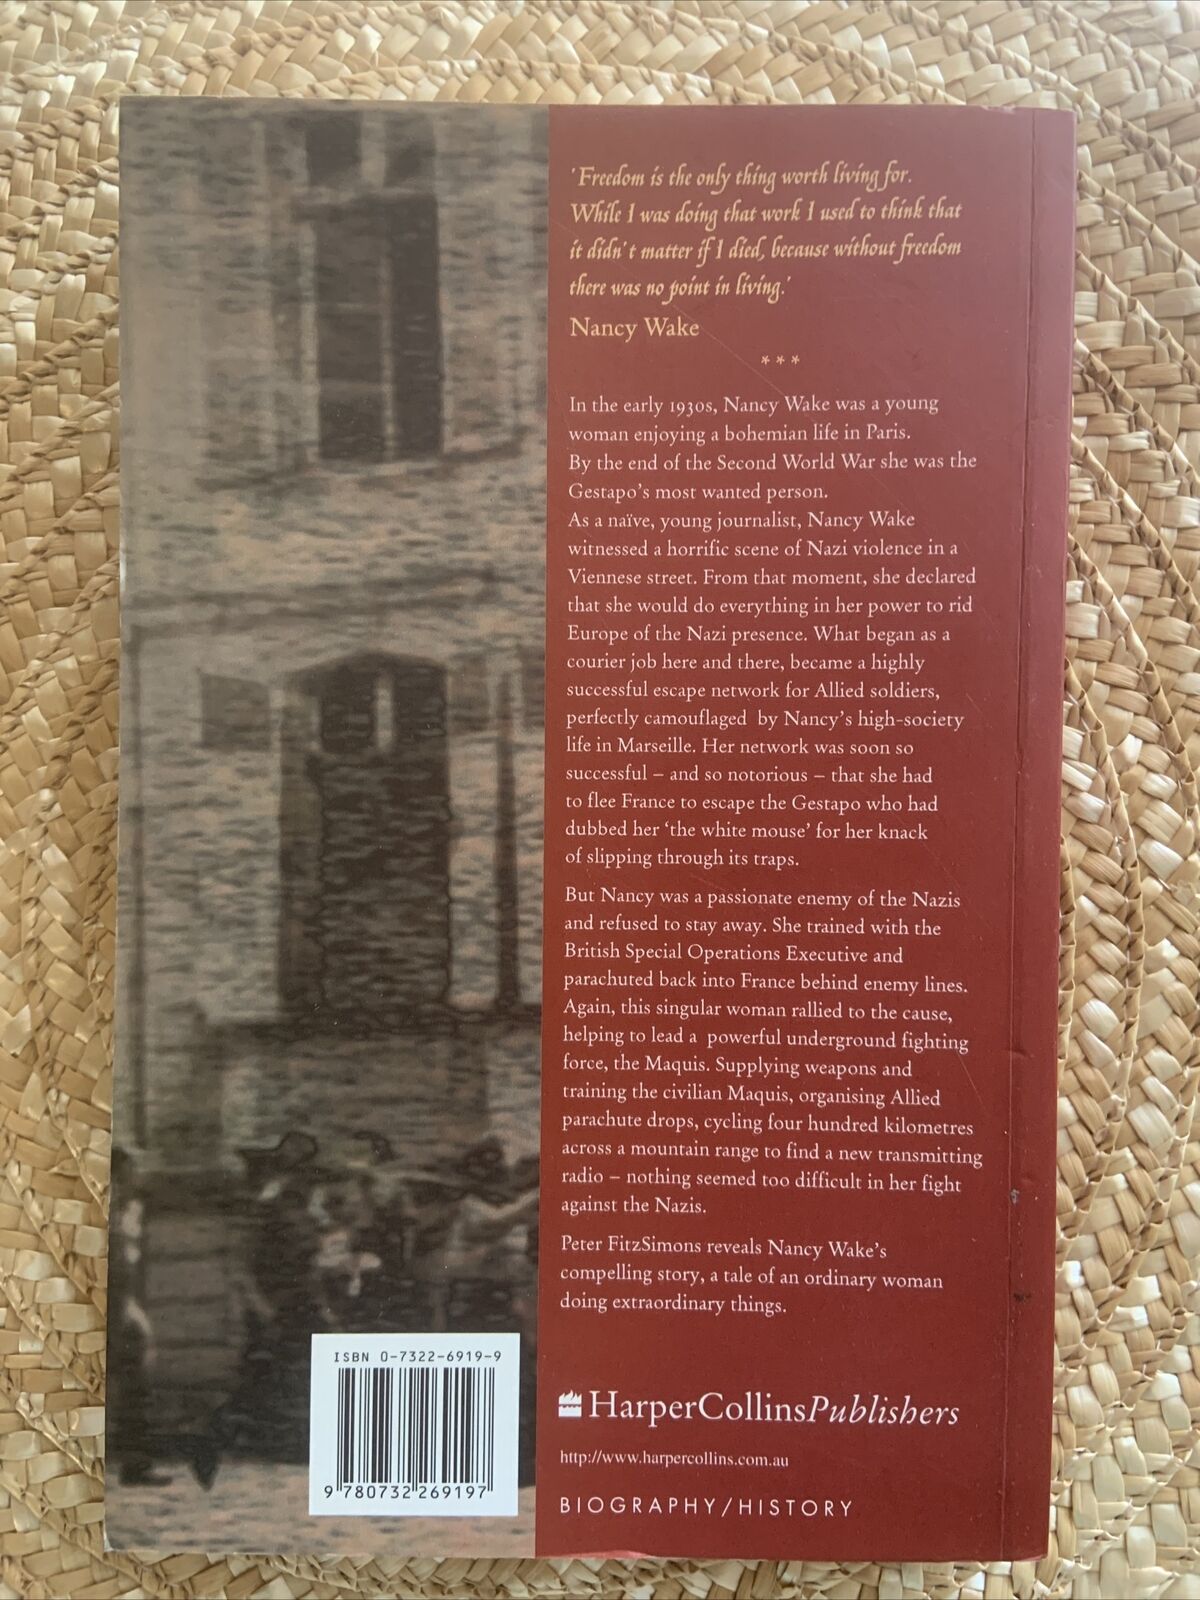 'Freedom is the only thing worth living for.
While I was doing that work I used to think that
it didn't matter if I died, because without freedom
there was no point in living.'
Nancy Wake
***
In the early 1930s, Nancy Wake was a young
woman enjoying a bohemian life in Paris.
By the end of the Second World War she was the
Gestapo's most wanted person.
As a naïve, young journalist, Nancy Wake
witnessed a horrific scene of Nazi violence in a
Viennese street. From that moment, she declared
that she would do everything in her power to rid
Europe of the Nazi presence. What began as a
courier job here and there, became a highly
successful escape network for Allied soldiers,
perfectly camouflaged by Nancy's high-society
life in Marseille. Her network was soon so
successful – and so notorious – that she had
to flee France to escape the Gestapo who had
dubbed her 'the white mouse' for her knack
of slipping through its traps.
But Nancy was a passionate enemy of the Nazis
and refused to stay away. She trained with the
British Special Operations Executive and
parachuted back into France behind enemy lines.
Again, this singular woman rallied to the cause,
helping to lead a powerful underground fighting
force, the Maquis. Supplying weapons and
training the civilian Maquis, organising Allied
parachute drops, cycling four hundred kilometres
across a mountain range to find a new transmitting
radio – nothing seemed too difficult in her fight
against the Nazis.
Peter FitzSimons reveals Nancy Wake's
compelling story, a tale of an ordinary woman
doing extraordinary things.
ISBN 0-7322-6919-9
9 780732 269197
HarperCollinsPublishers
http://www.harpercollins.com.au
BIOGRAPHY/HISTORY